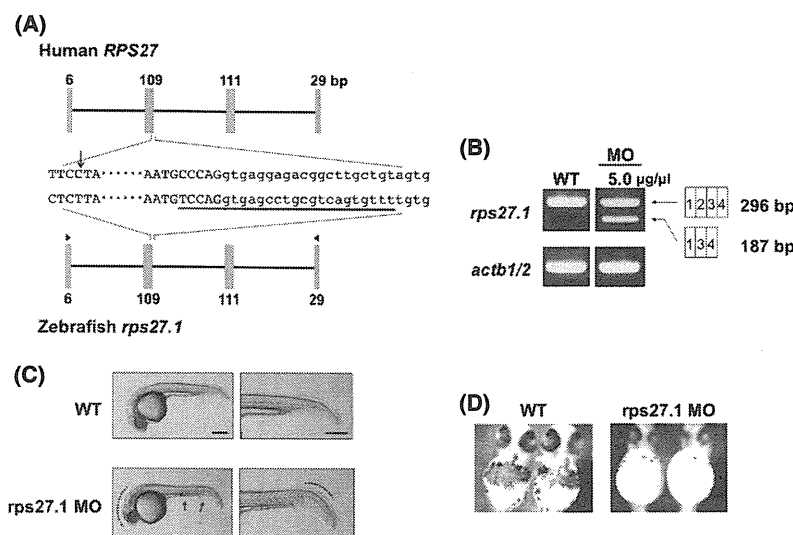 (A)
Human RPS27
6 109 111 29 bp
TTCCTA······AATGCCCAGgtgaggagacggcttgctgtagtg
CTCTTA······AATGTCCAGgtgagcctgcgtcagtgttttgtg
6 109 111 29
Zebrafish rps27.1
(B)
WT MO
5.0 µg/µl
rps27.1
1 2 3 4 296 bp
1 3 4 187 bp
actb1/2
(C)
WT
rps27.1 MO
(D)
WT rps27.1 MO